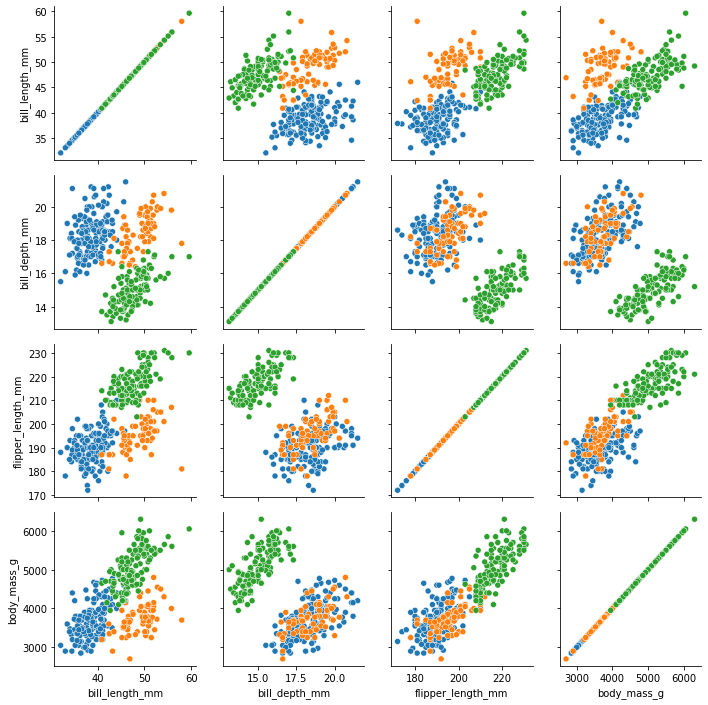 60
55
50
45
40
35
bill_length_mm
20
18
16
14
bill_depth_mm
230
220
210
200
190
180
170
flipper_length_mm
6000
5000
4000
3000
body_mass_g
40 50 60
bill_length_mm
15.0 17.5 20.0
bill_depth_mm
180 200 220
flipper_length_mm
3000 4000 5000 6000
body_mass_g